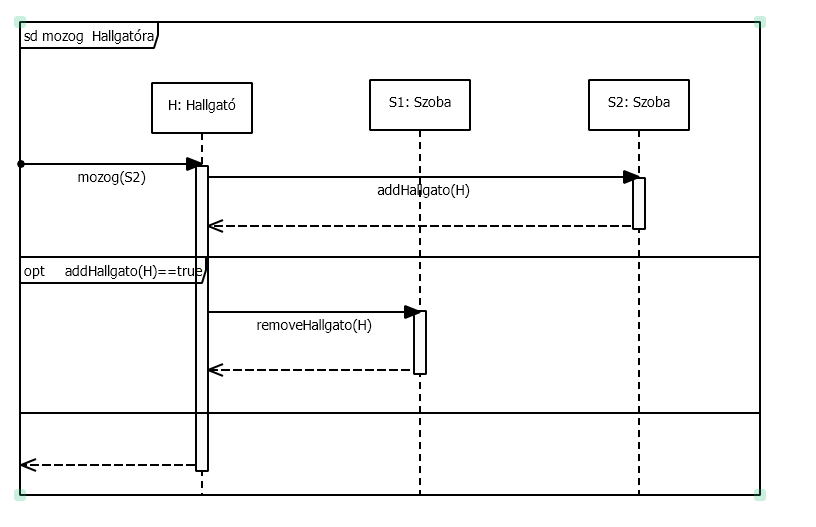 sd mozog  Hallgatóra
H: Hallgató
S1: Szoba
S2: Szoba
mozog(S2)
addHallgato(H)
opt     addHallgato(H)==true
removeHallgato(H)